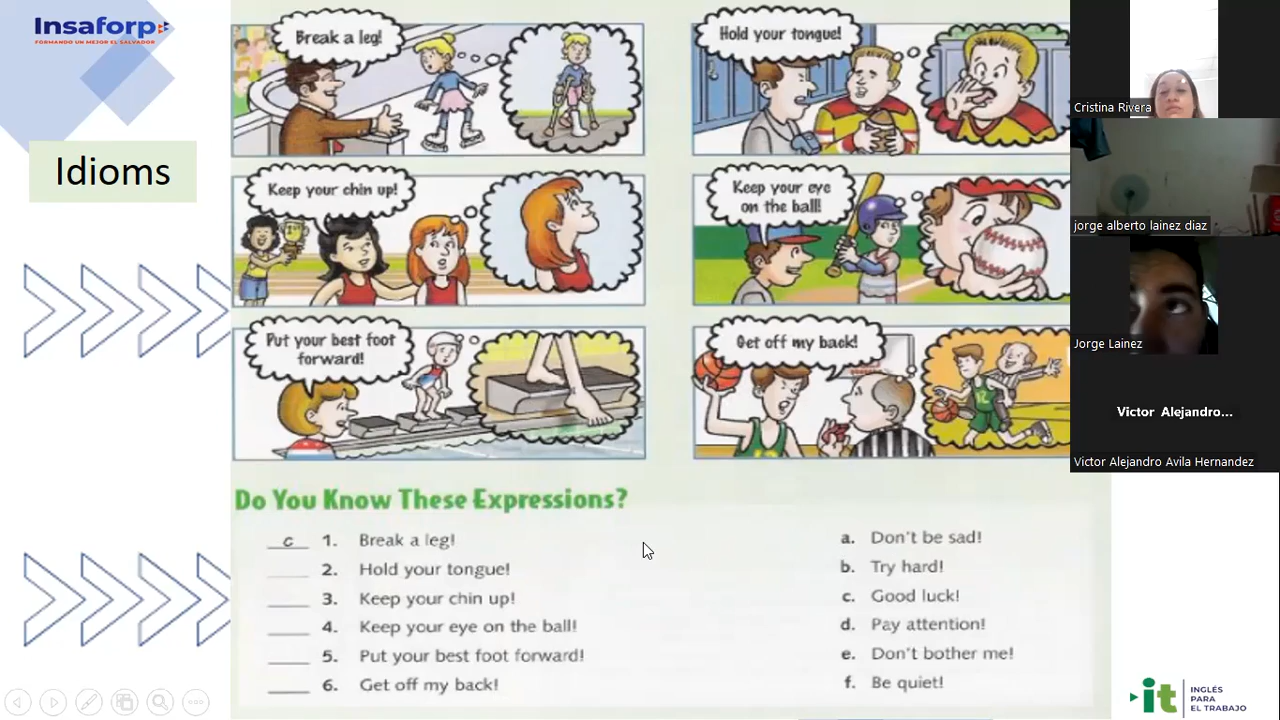 Insaforp
FORMANDO UN MEJOR EL SALVADOR
Idioms
Break a leg!
Hold your tongue!
Keep your chin up!
Keep your eye
on the ball!
Put your best foot
forward!
Get off my back!
Do You Know These Expressions?
c 1. Break a leg!
2. Hold your tongue!
3. Keep your chin up!
4. Keep your eye on the ball!
5. Put your best foot forward!
6. Get off my back!
a. Don't be sad!
b. Try hard!
c. Good luck!
d. Pay attention!
e. Don't bother me!
f. Be quiet!
Cristina Rivera
jorge alberto lainez diaz
Jorge Lainez
Victor Alejandro...
Victor Alejandro Avila Hernandez
it
INGLÉS
PARA
EL TRABAJO